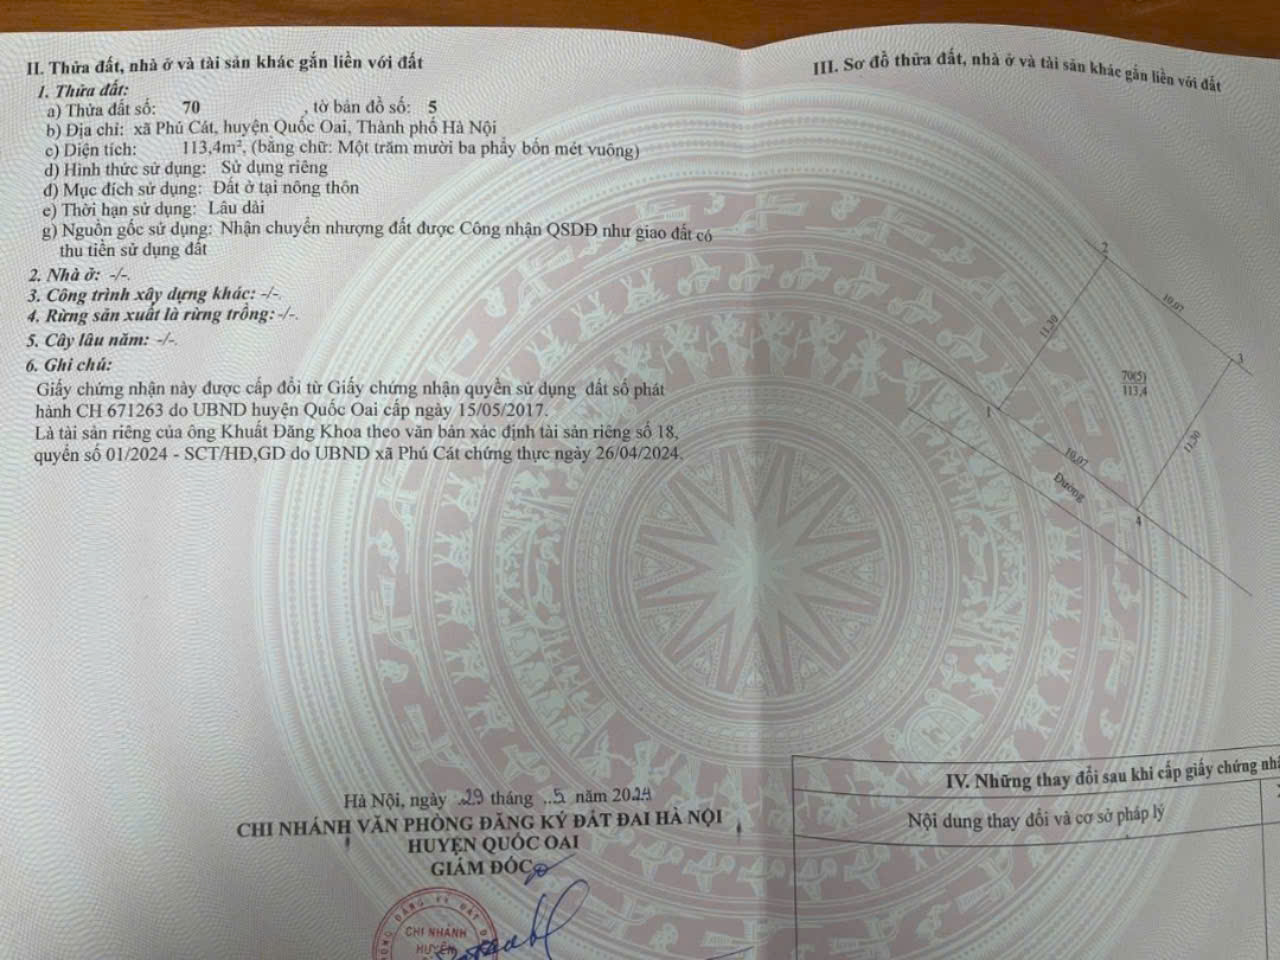 II. Thửa đất, nhà ở và tài sản khác gắn liền với đất
1. Thửa đất:
a) Thửa đất số: 70 , tờ bản đồ số: 5
b) Địa chỉ: xã Phú Cát, huyện Quốc Oai, Thành phố Hà Nội
c) Diện tích: 113,4m², (bằng chữ: Một trăm mười ba phẩy bốn mét vuông)
d) Hình thức sử dụng: Sử dụng riêng
đ) Mục đích sử dụng: Đất ở tại nông thôn
e) Thời hạn sử dụng: Lâu dài
g) Nguồn gốc sử dụng: Nhận chuyển nhượng đất được Công nhận QSDĐ như giao đất có
thu tiền sử dụng đất
2. Nhà ở: -/-.
3. Công trình xây dựng khác: -/-.
4. Rừng sản xuất là rừng trồng: -/-.
5. Cây lâu năm: -/-.
6. Ghi chú:
Giấy chứng nhận này được cấp đổi từ Giấy chứng nhận quyền sử dụng đất số phát
hành CH 671263 do UBND huyện Quốc Oai cấp ngày 15/05/2017.
Là tài sản riêng của ông Khuất Đăng Khoa theo văn bản xác định tài sản riêng số 18,
quyển số 01/2024 - SCT/HĐ,GD do UBND xã Phú Cát chứng thực ngày 26/04/2024.
Hà Nội, ngày 29 tháng 5 năm 2024
CHI NHÁNH VĂN PHÒNG ĐĂNG KÝ ĐẤT ĐAI HÀ NỘI
HUYỆN QUỐC OAI
GIÁM ĐỐC
ĐĂNG KÝ ĐẤT
CHI NHÁNH
HUYỆN
III. Sơ đồ thửa đất, nhà ở và tài sản khác gắn liền với đất
2
10,07
11,30
3
70(5)
113,4
1
11,30
10,07
Đường
4
IV. Những thay đổi sau khi cấp giấy chứng nhậ
Nội dung thay đổi và cơ sở pháp lý